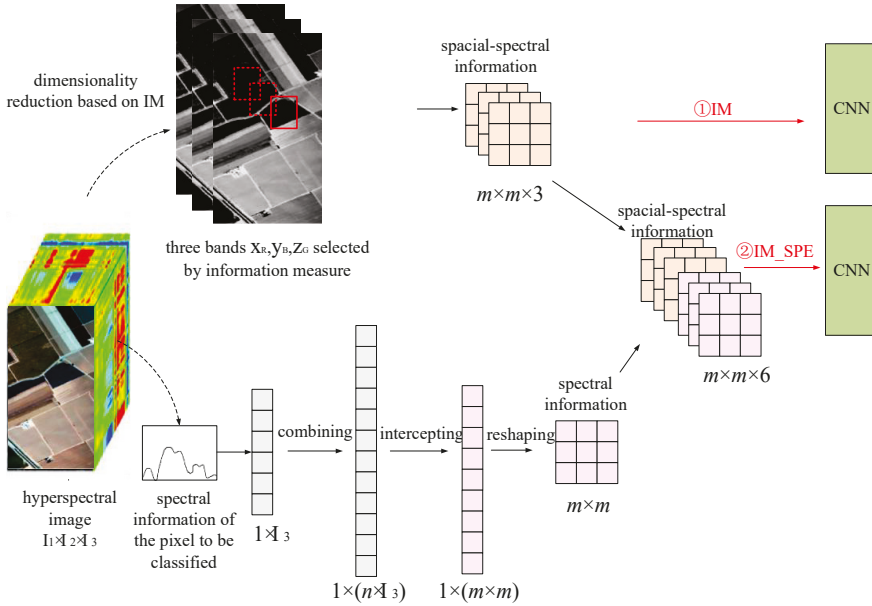 dimensionality
reduction based on IM
three bands xR,yB,zG selected
by information measure
spacial-spectral
information
m×m×3
①IM
CNN
spacial-spectral
information
②IM_SPE
CNN
m×m×6
hyperspectral
image
I1×I2×I3
spectral
information of
the pixel to be
classified
1×I3
combining
1×(n×I3)
intercepting
1×(m×m)
reshaping
spectral
information
m×m